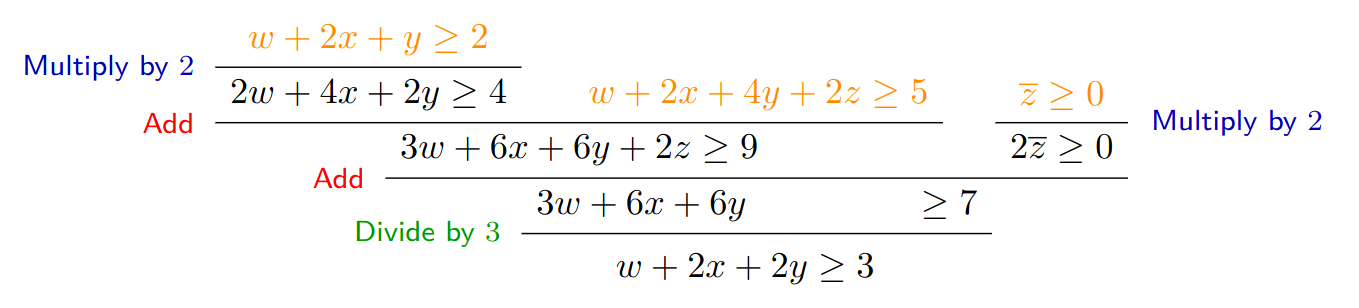 w + 2x + y ≥ 2
Multiply by 2
2w + 4x + 2y ≥ 4
w + 2x + 4y + 2z ≥ 5
z̅ ≥ 0
Multiply by 2
Add
3w + 6x + 6y + 2z ≥ 9
2z̅ ≥ 0
Add
3w + 6x + 6y ≥ 7
Divide by 3
w + 2x + 2y ≥ 3